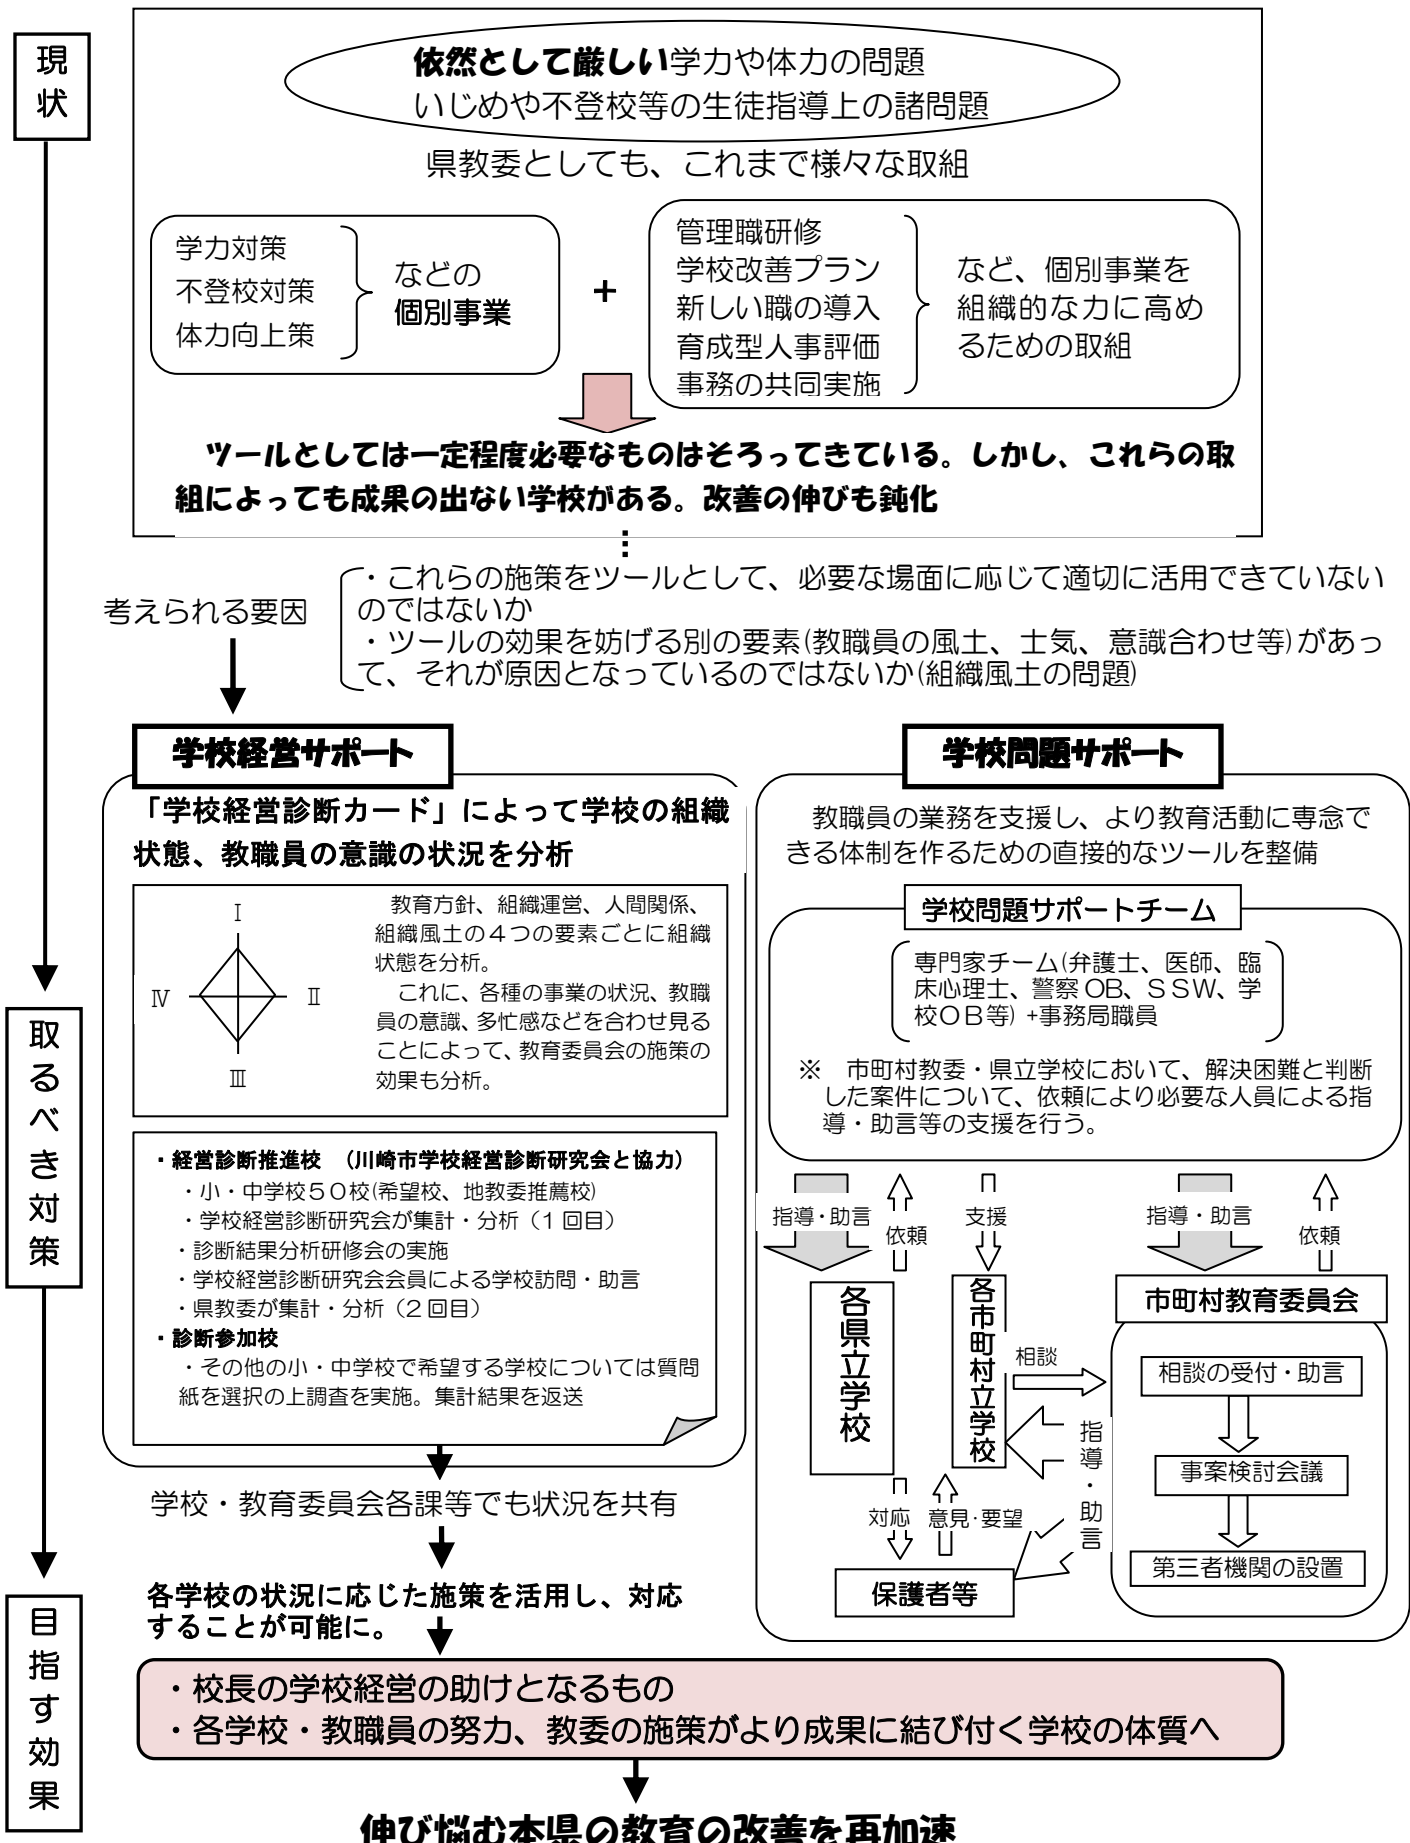 現状
依然として厳しい学力や体力の問題
いじめや不登校等の生徒指導上の諸問題
県教委としても、これまで様々な取組
学力対策
不登校対策
体力向上策
などの
個別事業
+
管理職研修
学校改善プラン
新しい職の導入
育成型人事評価
事務の共同実施
など、個別事業を
組織的な力に高め
るための取組
ツールとしては一定程度必要なものはそろってきている。しかし、これらの取
組によっても成果の出ない学校がある。改善の伸びも鈍化
考えられる要因
・これらの施策をツールとして、必要な場面に応じて適切に活用できていない
のではないか
・ツールの効果を妨げる別の要素(教職員の風土、士気、意識合わせ等)があっ
て、それが原因となっているのではないか(組織風土の問題)
取るべき対策
学校経営サポート
「学校経営診断カード」によって学校の組織
状態、教職員の意識の状況を分析
Ⅰ
Ⅳ
Ⅱ
Ⅲ
教育方針、組織運営、人間関係、
組織風土の4つの要素ごとに組織
状態を分析。
これに、各種の事業の状況、教職
員の意識、多忙感などを合わせ見る
ことによって、教育委員会の施策の
効果も分析。
・経営診断推進校 （川崎市学校経営診断研究会と協力）
・小・中学校50校(希望校、地教委推薦校)
・学校経営診断研究会が集計・分析（1回目）
・診断結果分析研修会の実施
・学校経営診断研究会会員による学校訪問・助言
・県教委が集計・分析（2回目）
・診断参加校
・その他の小・中学校で希望する学校については質問
紙を選択の上調査を実施。集計結果を返送
学校・教育委員会各課等でも状況を共有
各学校の状況に応じた施策を活用し、対応
することが可能に。
学校問題サポート
教職員の業務を支援し、より教育活動に専念で
きる体制を作るための直接的なツールを整備
学校問題サポートチーム
専門家チーム(弁護士、医師、臨
床心理士、警察OB、SSW、学
校OB等) +事務局職員
※ 市町村教委・県立学校において、解決困難と判断
した案件について、依頼により必要な人員による指
導・助言等の支援を行う。
指導・助言
依頼
支援
指導・助言
依頼
各県立学校
各市町村立学校
市町村教育委員会
相談
相談の受付・助言
指導・助言
事案検討会議
第三者機関の設置
対応
意見・要望
保護者等
目指す効果
・校長の学校経営の助けとなるもの
・各学校・教職員の努力、教委の施策がより成果に結び付く学校の体質へ
伸び悩む本県の教育の改善を再加速